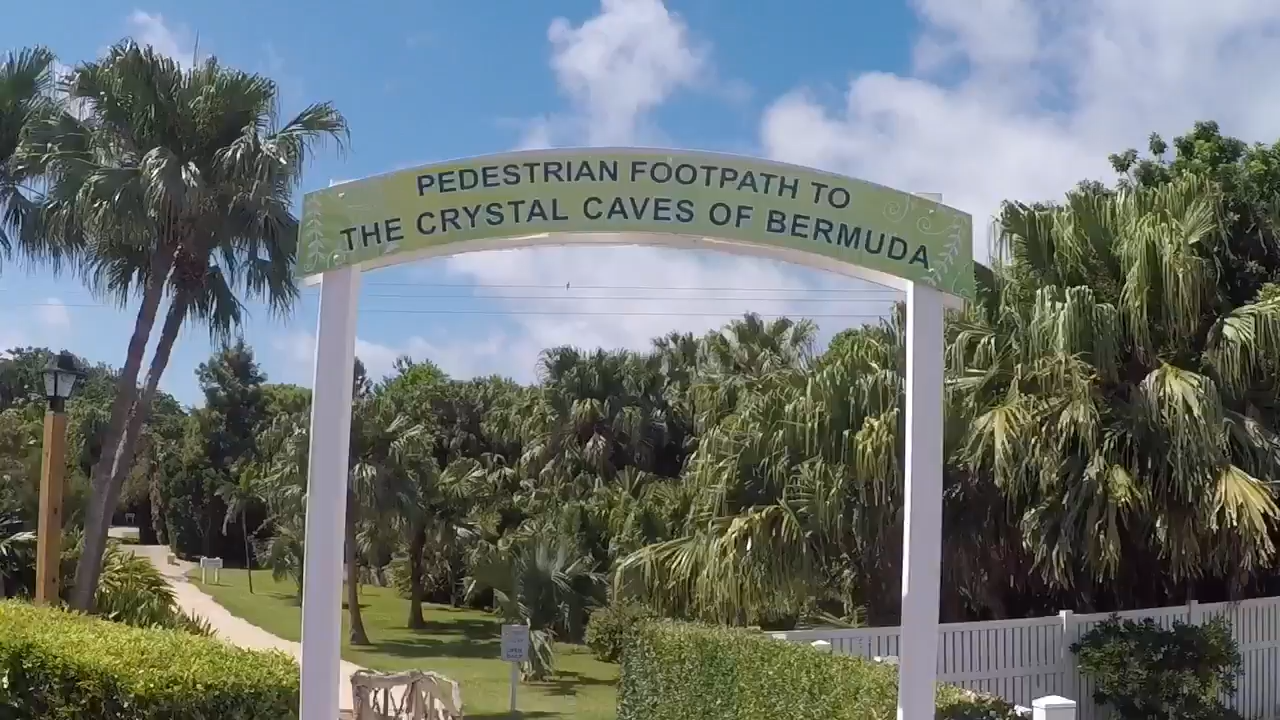 PEDESTRIAN FOOTPATH TO
THE CRYSTAL CAVES OF BERMUDA